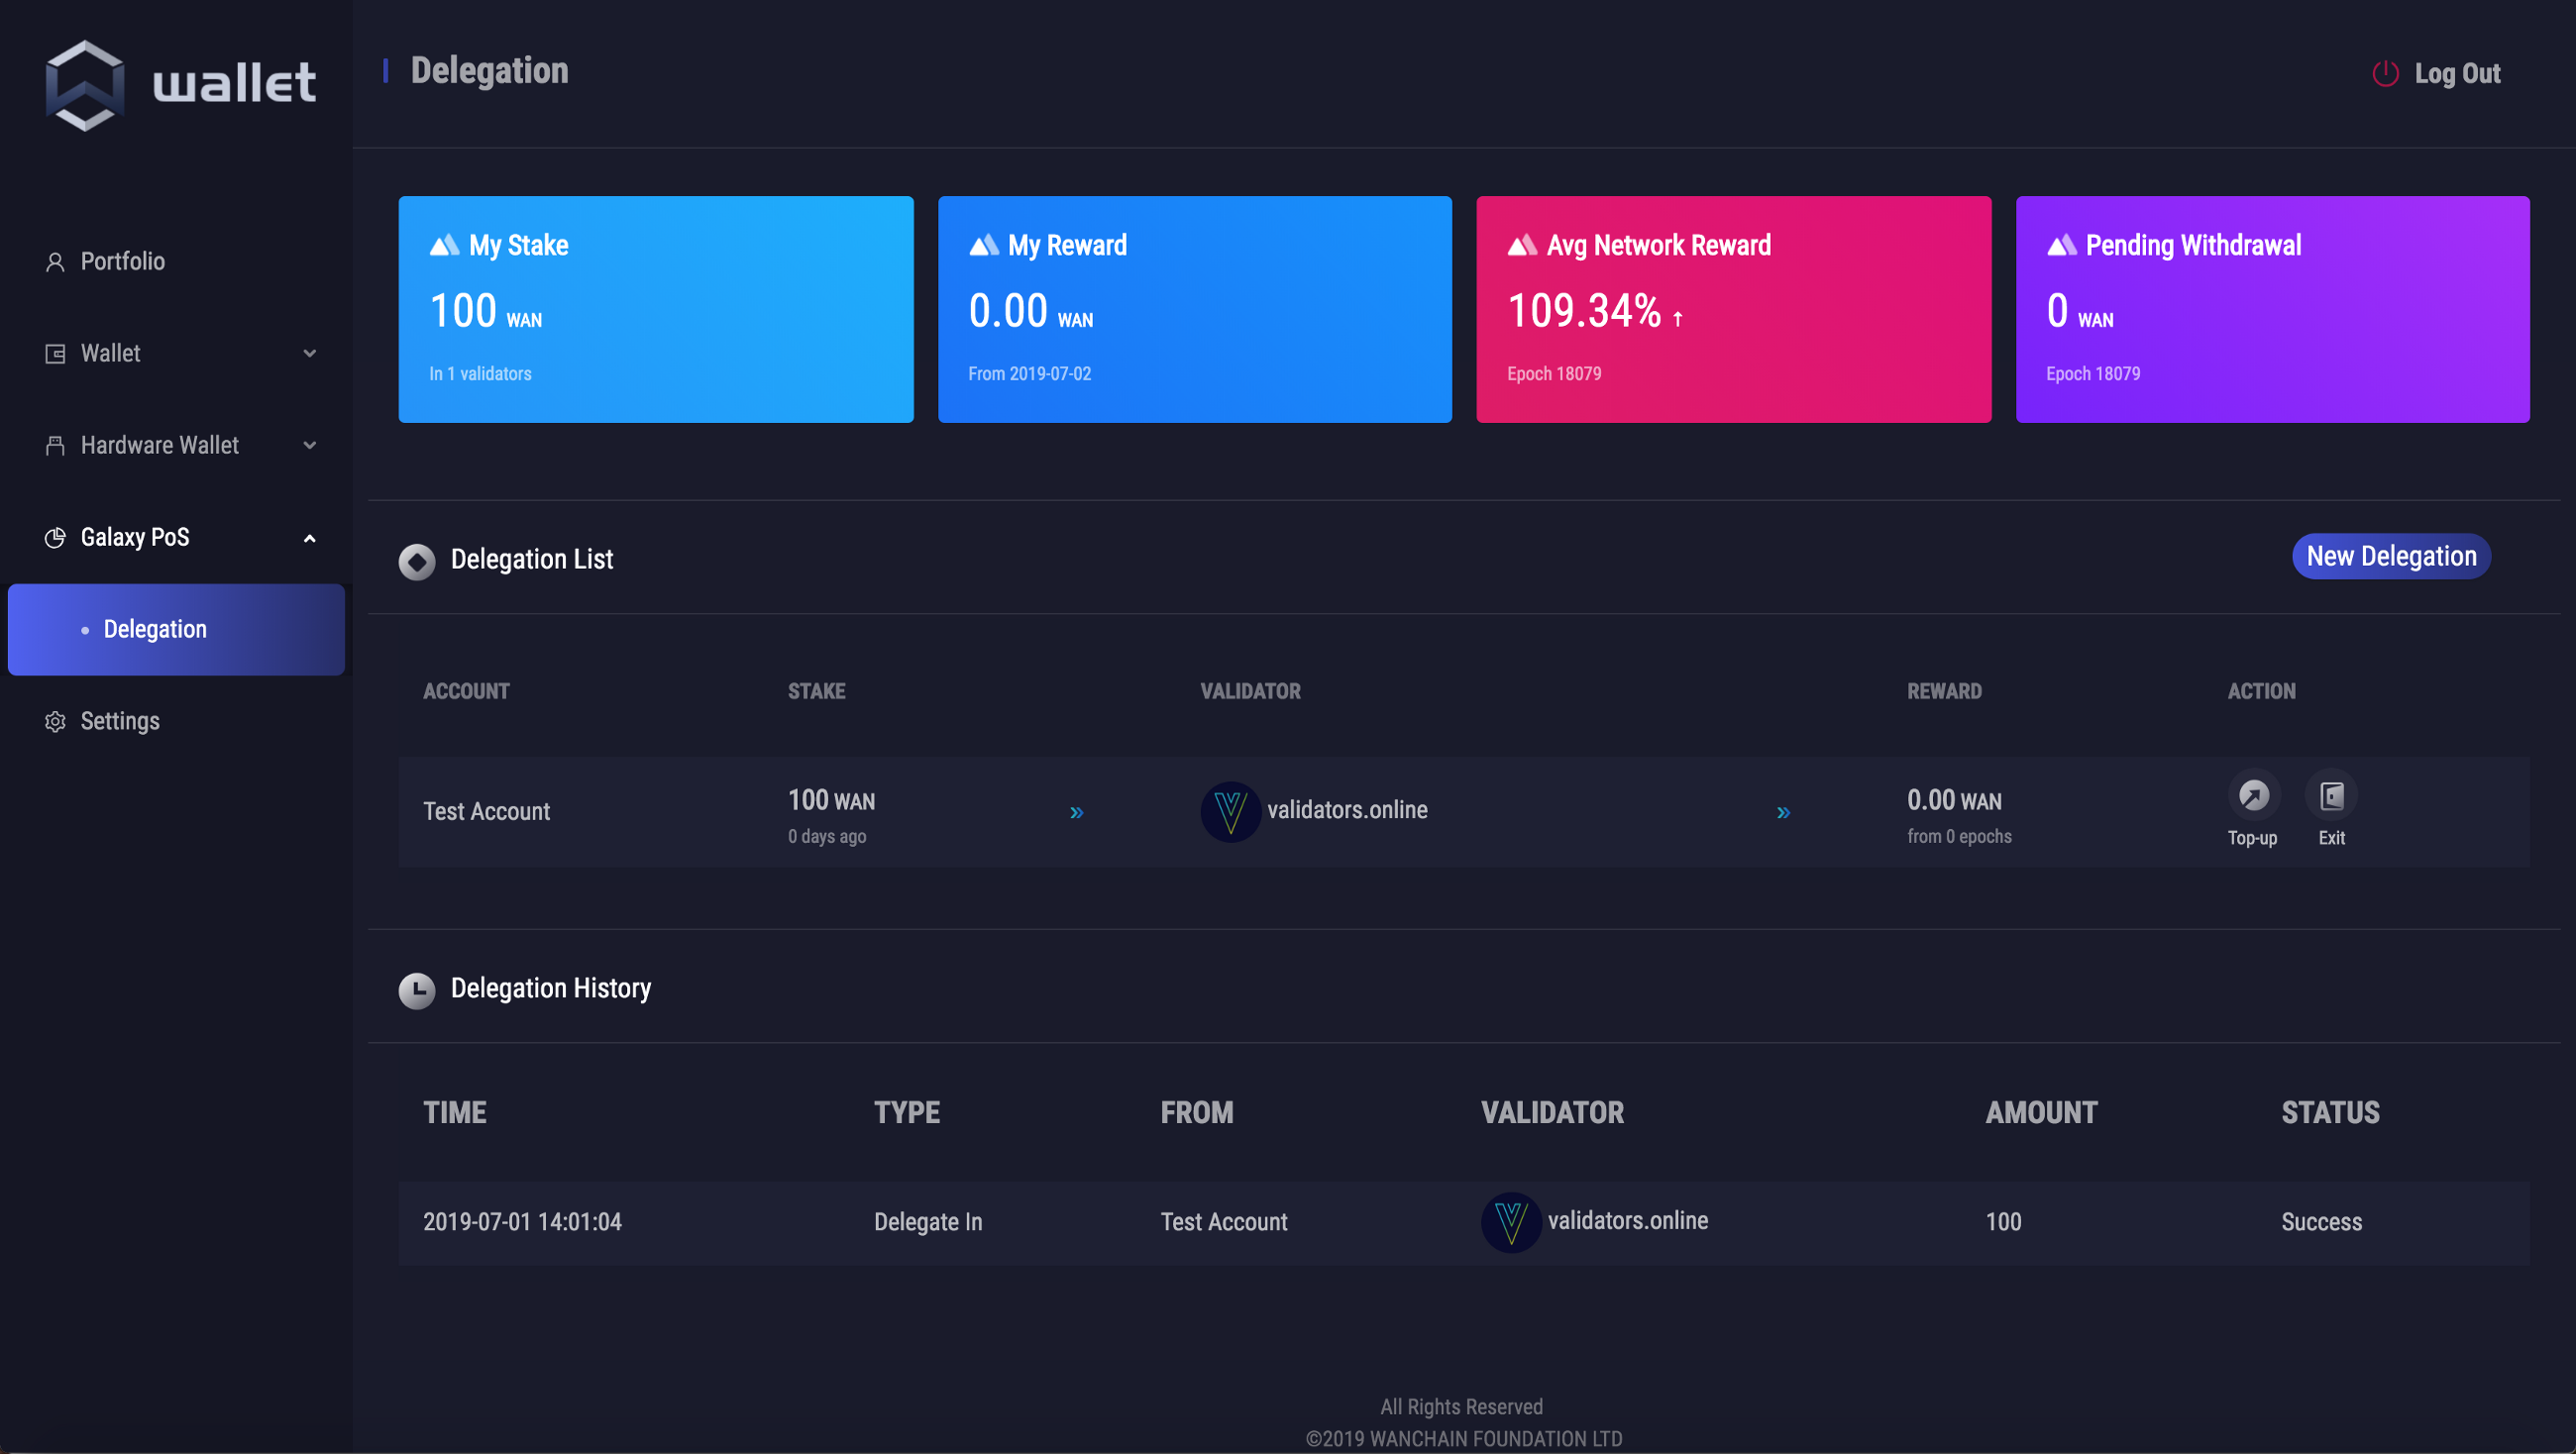 wallet
Delegation
Log Out
Portfolio
Wallet
Hardware Wallet
Galaxy PoS
Delegation
Settings
My Stake
100 WAN
In 1 validators
My Reward
0.00 WAN
From 2019-07-02
Avg Network Reward
109.34% ↑
Epoch 18079
Pending Withdrawal
0 WAN
Epoch 18079
Delegation List
New Delegation
ACCOUNT STAKE VALIDATOR REWARD ACTION
Test Account 100 WAN » validators.online » 0.00 WAN
0 days ago from 0 epochs Top-up Exit
Delegation History
TIME TYPE FROM VALIDATOR AMOUNT STATUS
2019-07-01 14:01:04 Delegate In Test Account validators.online 100 Success
All Rights Reserved
©2019 WANCHAIN FOUNDATION LTD